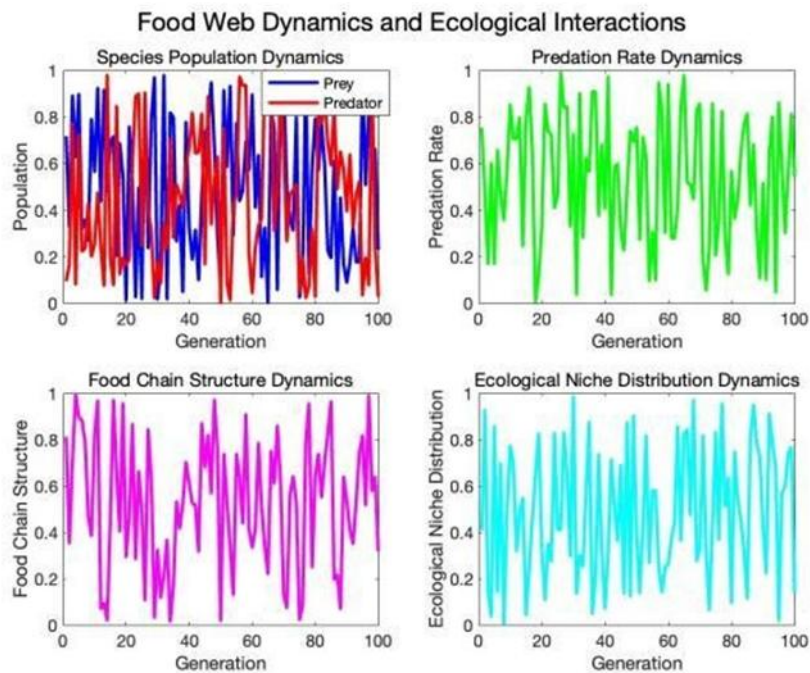 Food Web Dynamics and Ecological Interactions
Species Population Dynamics
Prey
Predator
Population
1
0.8
0.6
0.4
0.2
0
0 20 40 60 80 100
Generation
Predation Rate Dynamics
Predation Rate
1
0.8
0.6
0.4
0.2
0
0 20 40 60 80 100
Generation
Food Chain Structure Dynamics
Food Chain Structure
1
0.8
0.6
0.4
0.2
0
0 20 40 60 80 100
Generation
Ecological Niche Distribution Dynamics
Ecological Niche Distribution
1
0.8
0.6
0.4
0.2
0
0 20 40 60 80 100
Generation